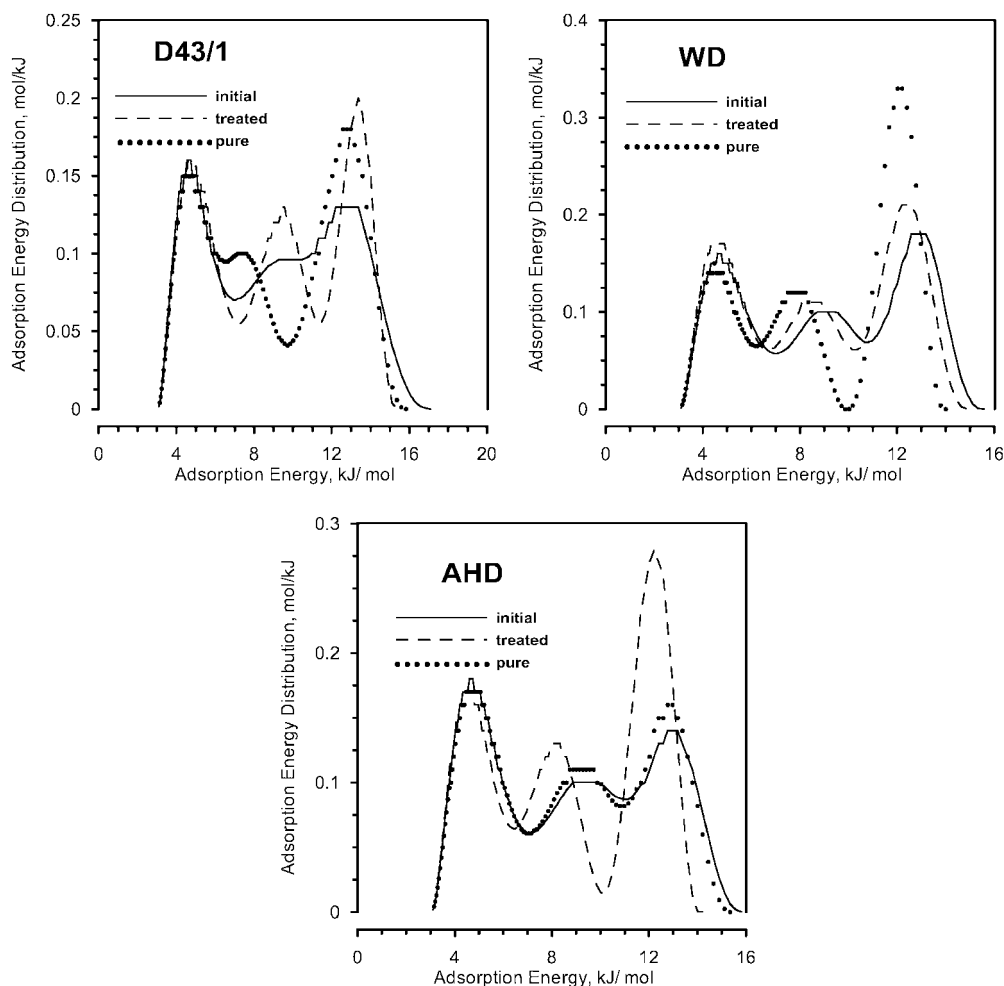 D43/1
initial
treated
pure
Adsorption Energy Distribution, mol/kJ
0.25
0.2
0.15
0.1
0.05
0
0 4 8 12 16 20
Adsorption Energy, kJ/ mol
WD
initial
treated
pure
Adsorption Energy Distribution, mol/kJ
0.4
0.3
0.2
0.1
0
0 4 8 12 16
Adsorption Energy, kJ/ mol
AHD
initial
treated
pure
Adsorption Energy Distribution, mol/kJ
0.3
0.2
0.1
0
0 4 8 12 16
Adsorption Energy, kJ/ mol